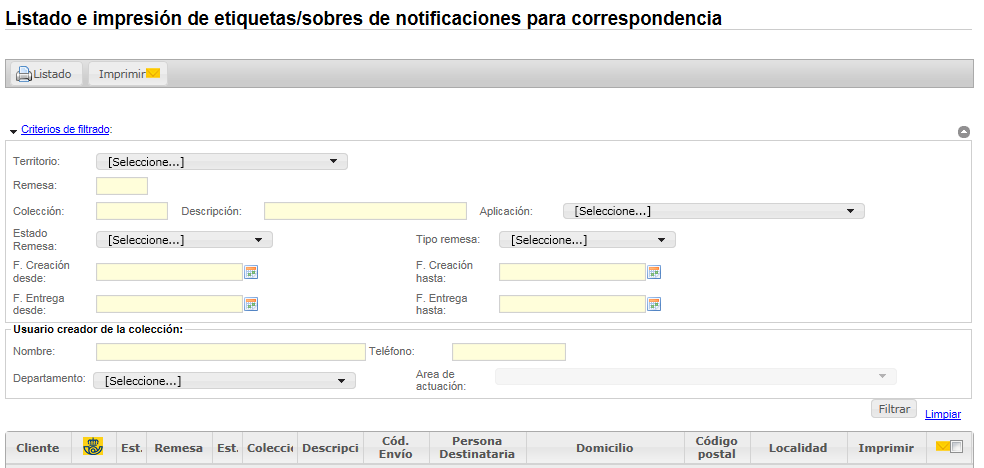 Listado e impresión de etiquetas/sobres de notificaciones para correspondencia
Listado Imprimir
Criterios de filtrado:
Territorio: [Seleccione...]
Remesa:
Colección: Descripción: Aplicación: [Seleccione...]
Estado Remesa: [Seleccione...] Tipo remesa: [Seleccione...]
F. Creación desde: F. Creación hasta:
F. Entrega desde: F. Entrega hasta:
Usuario creador de la colección:
Nombre: Teléfono:
Departamento: [Seleccione...] Area de actuación:
Filtrar Limpiar
Cliente Est. Remesa Est. Colecció Descripci Cód. Envío Persona Destinataria Domicilio Código postal Localidad Imprimir